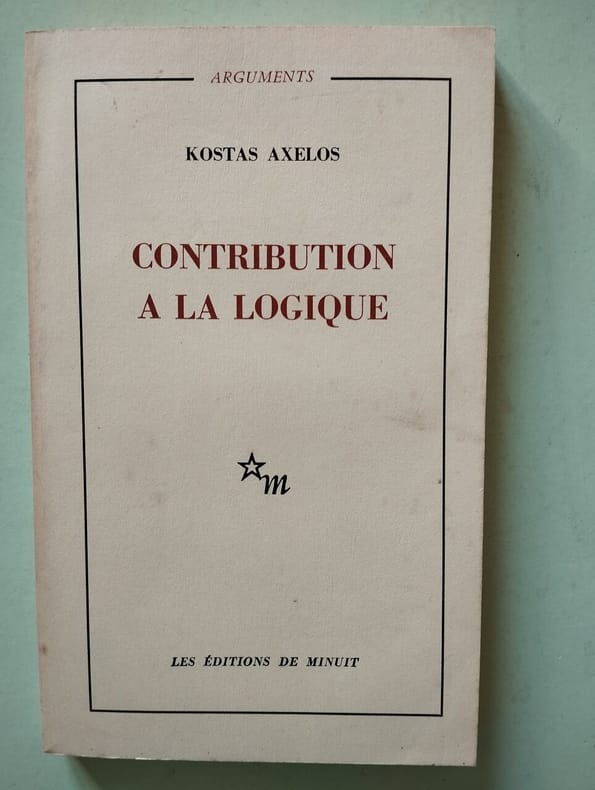 ARGUMENTS
KOSTAS AXELOS
CONTRIBUTION
A LA LOGIQUE
m
LES ÉDITIONS DE MINUIT